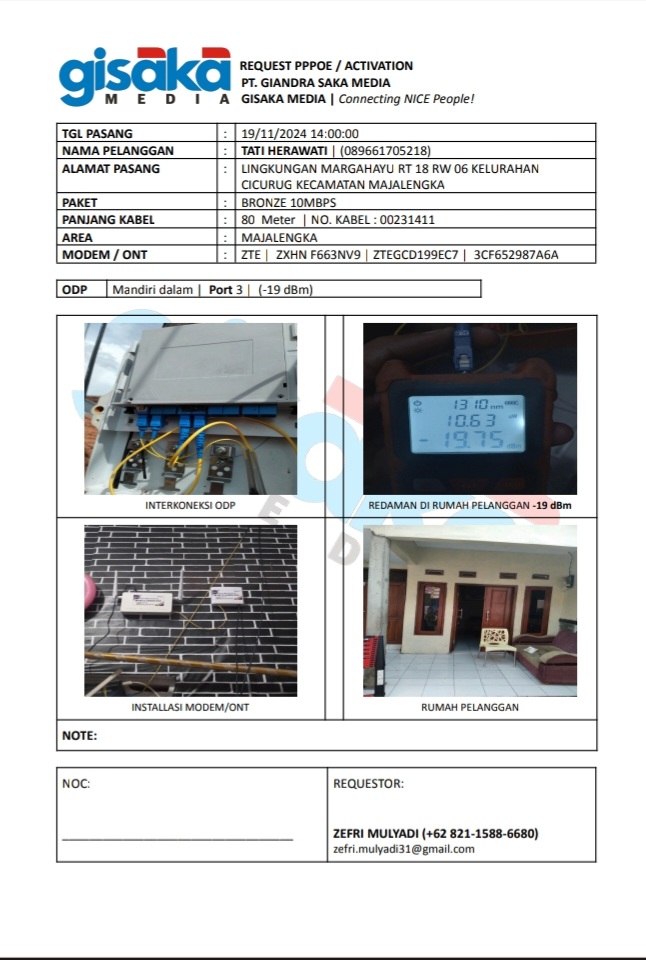 gisaka
MEDIA
REQUEST PPPOE / ACTIVATION
PT. GIANDRA SAKA MEDIA
GISAKA MEDIA | Connecting NICE People!
TGL PASANG : 19/11/2024 14:00:00
NAMA PELANGGAN : TATI HERAWATI | (089661705218)
ALAMAT PASANG : LINGKUNGAN MARGAHAYU RT 18 RW 06 KELURAHAN
CICURUG KECAMATAN MAJALENGKA
PAKET : BRONZE 10MBPS
PANJANG KABEL : 80 Meter | NO. KABEL : 00231411
AREA : MAJALENGKA
MODEM / ONT : ZTE | ZXHN F663NV9 | ZTEGCD199EC7 | 3CF652987A6A
ODP Mandiri dalam | Port 3 | (-19 dBm)
1310 nm
10.63 uW
-19.75 dBm
INTERKONEKSI ODP
REDAMAN DI RUMAH PELANGGAN -19 dBm
INSTALLASI MODEM/ONT
RUMAH PELANGGAN
NOTE:
NOC:
REQUESTOR:
ZEFRI MULYADI (+62 821-1588-6680)
zefri.mulyadi31@gmail.com